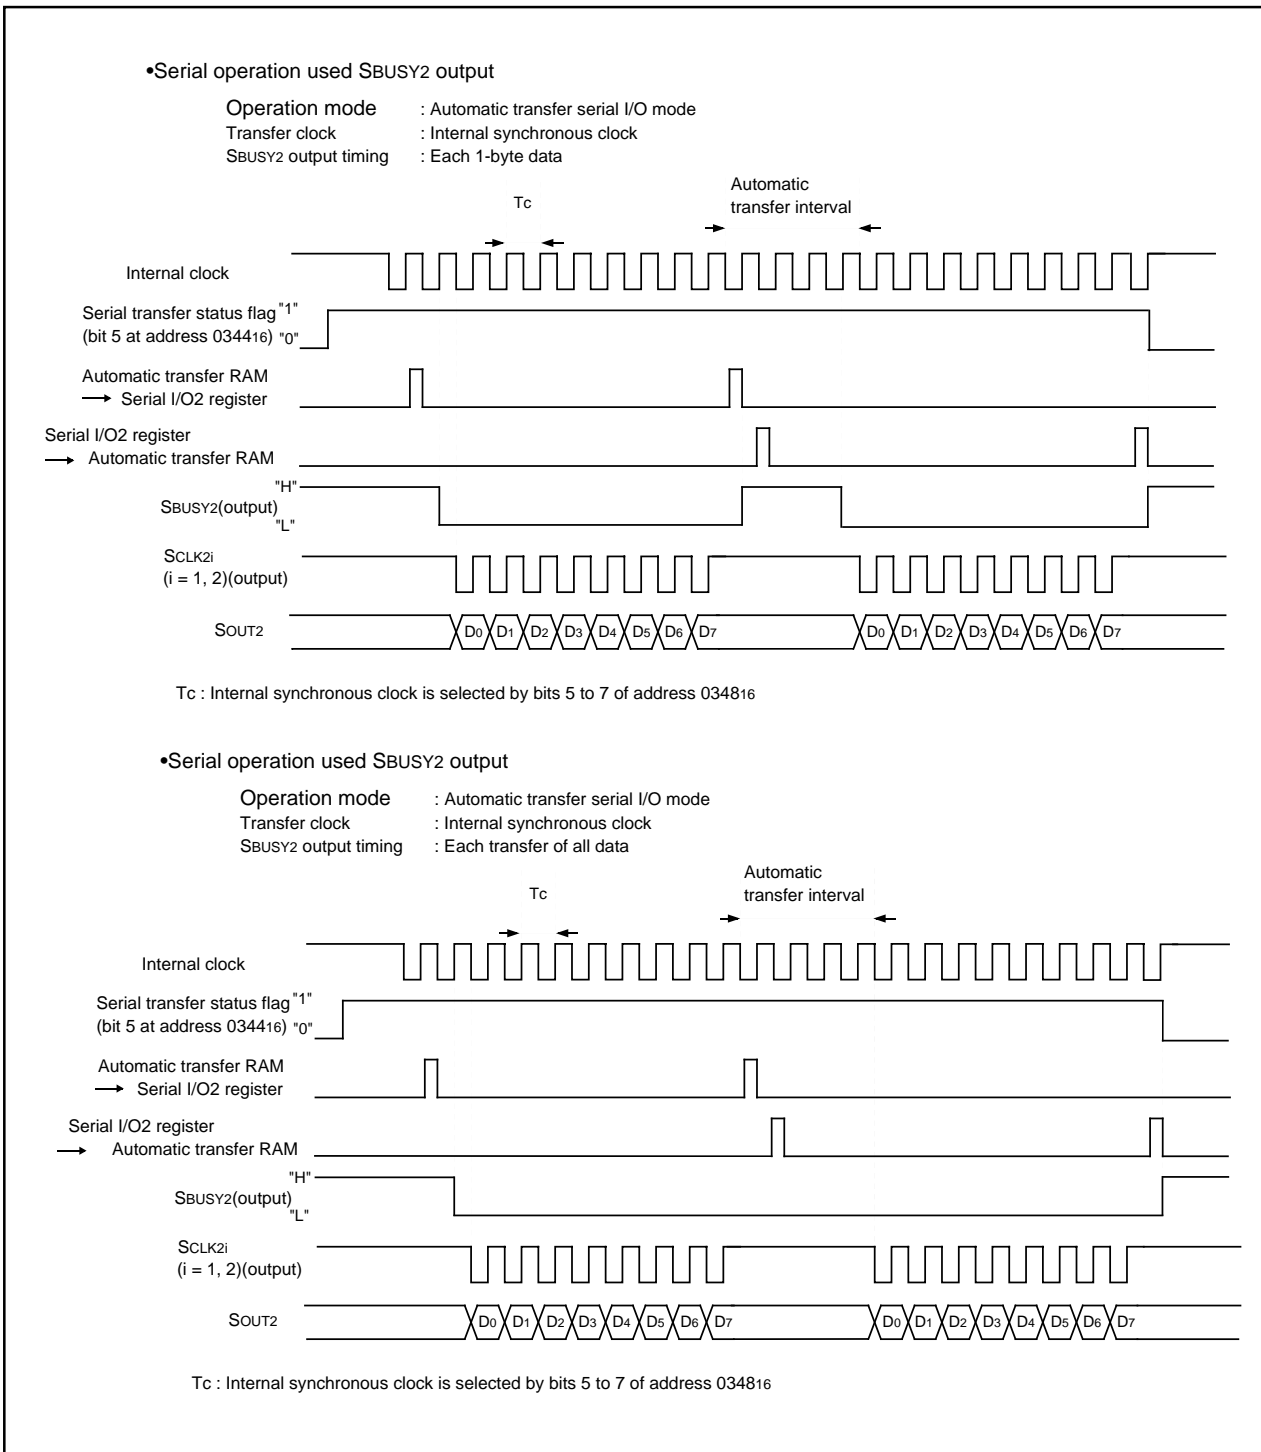 •Serial operation used SBUSY2 output
Operation mode : Automatic transfer serial I/O mode
Transfer clock : Internal synchronous clock
SBUSY2 output timing : Each 1-byte data
Automatic
transfer interval
Tc
Internal clock
Serial transfer status flag "1"
(bit 5 at address 034416) "0"
Automatic transfer RAM
→ Serial I/O2 register
Serial I/O2 register
→ Automatic transfer RAM
"H"
SBUSY2(output)
"L"
SCLK2i
(i = 1, 2)(output)
SOUT2 D0 D1 D2 D3 D4 D5 D6 D7 D0 D1 D2 D3 D4 D5 D6 D7
Tc : Internal synchronous clock is selected by bits 5 to 7 of address 034816
•Serial operation used SBUSY2 output
Operation mode : Automatic transfer serial I/O mode
Transfer clock : Internal synchronous clock
SBUSY2 output timing : Each transfer of all data
Automatic
transfer interval
Tc
Internal clock
Serial transfer status flag "1"
(bit 5 at address 034416) "0"
Automatic transfer RAM
→ Serial I/O2 register
Serial I/O2 register
→ Automatic transfer RAM
"H"
SBUSY2(output)
"L"
SCLK2i
(i = 1, 2)(output)
SOUT2 D0 D1 D2 D3 D4 D5 D6 D7 D0 D1 D2 D3 D4 D5 D6 D7
Tc : Internal synchronous clock is selected by bits 5 to 7 of address 034816